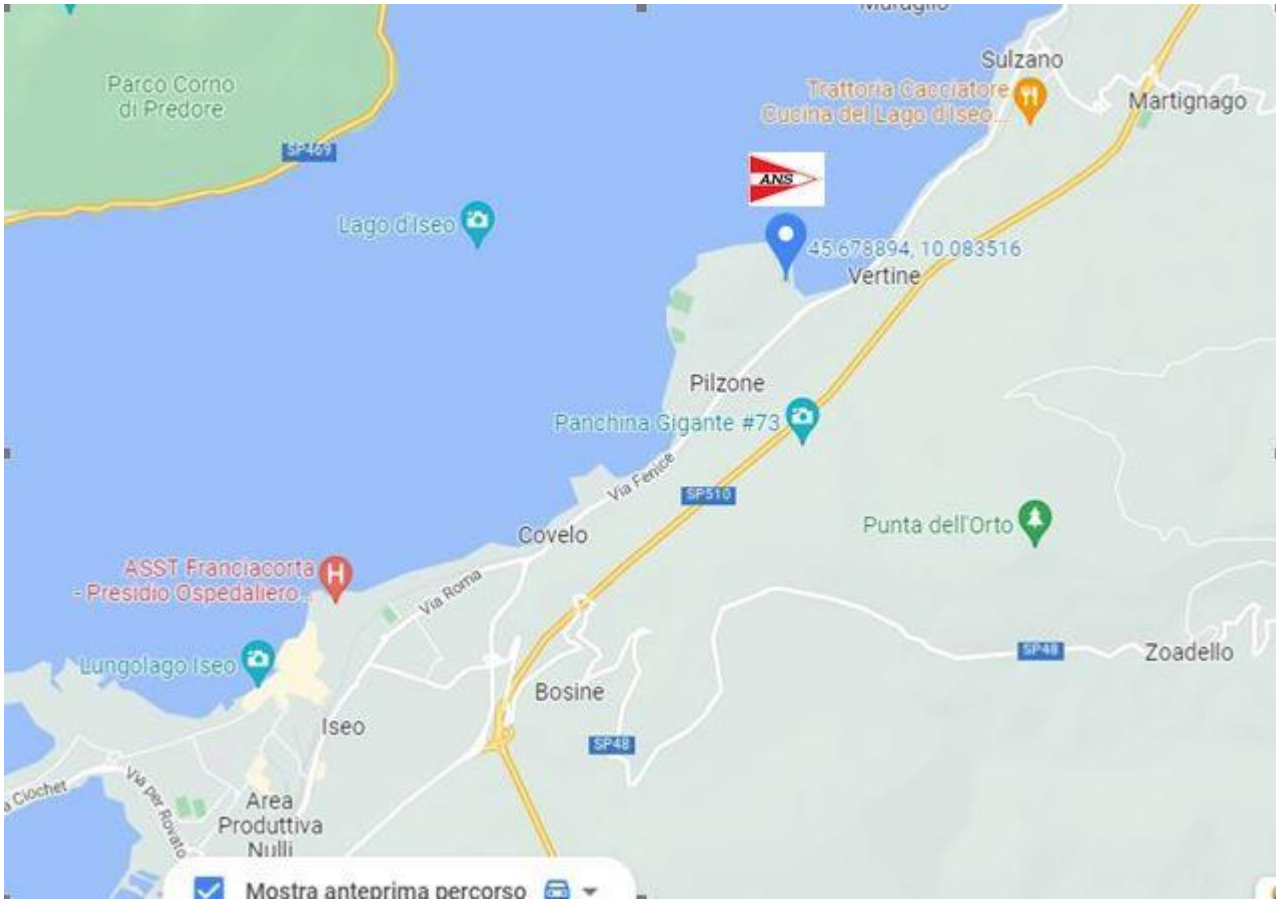 Maraglio
Sulzano
Parco Corno
di Predore
Trattoria Cacciatore
Cucina del Lago d'Iseo...
Martignago
SP469
ANS
Lago d'Iseo
45.678894, 10.083516
Vertine
Pilzone
Panchina Gigante #73
Via Fenice
SP510
Punta dell'Orto
Covelo
ASST Franciacorta
- Presidio Ospedaliero...
H
Via Roma
Lungolago Iseo
SP48
Zoadello
Bosine
Iseo
SP48
Via per Rovato
a Ciochet
Area
Produttiva
Nulli
Mostra anteprima percorso